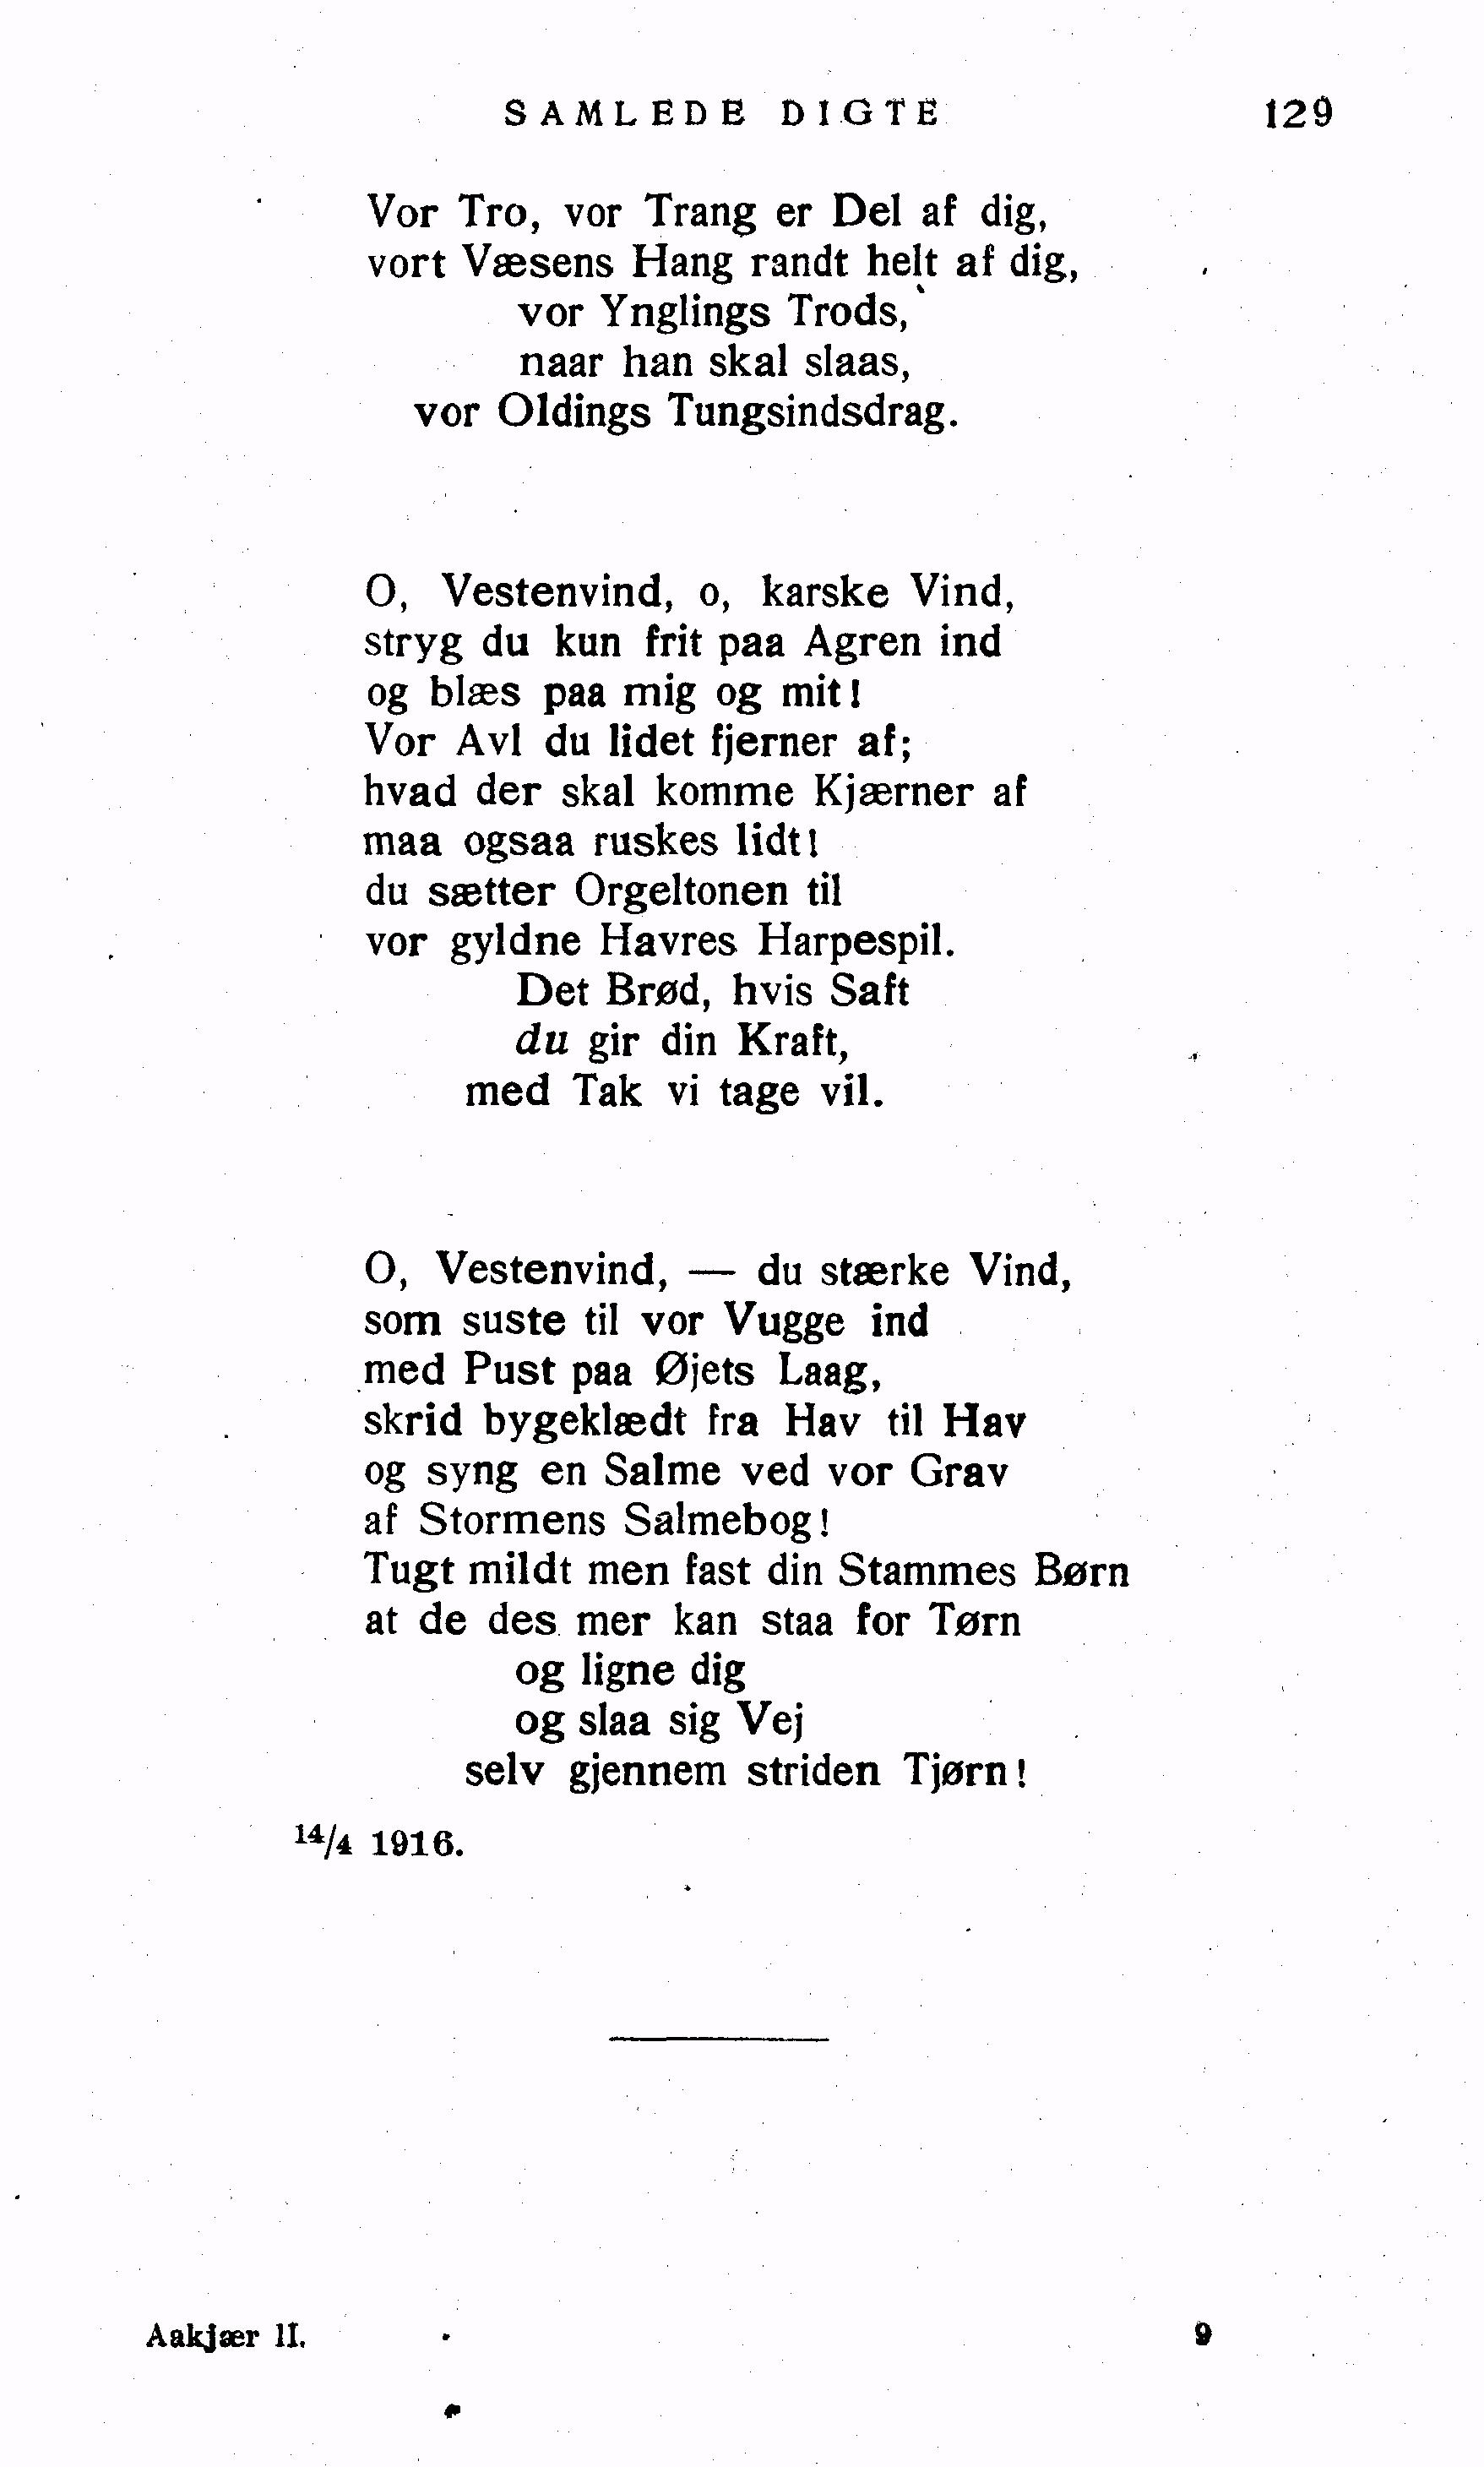 SAMLEDE DIGTE 129
Vor Tro, vor Trang er Del af dig,
vort Væsens Hang randt helt af dig,
vor Ynglings Trods,
naar han skal slaas,
vor Oldings Tungsindsdrag.
O, Vestenvind, o, karske Vind,
stryg du kun frit paa Agren ind
og blæs paa mig og mit!
Vor Avl du lidet fjerner af;
hvad der skal komme Kjærner af
maa ogsaa ruskes lidt!
du sætter Orgeltonen til
vor gyldne Havres Harpespil.
Det Brød, hvis Saft
du gir din Kraft,
med Tak vi tage vil.
O, Vestenvind, — du stærke Vind,
som suste til vor Vugge ind
med Pust paa Øjets Laag,
skrid bygeklædt fra Hav til Hav
og syng en Salme ved vor Grav
af Stormens Salmebog!
Tugt mildt men fast din Stammes Børn
at de des mer kan staa for Tørn
og ligne dig
og slaa sig Vej
selv gjennem striden Tjørn!
14/4 1916.
Aakjær II. 9